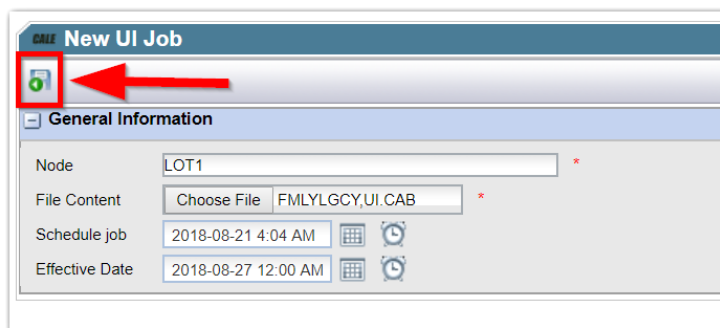 CALE New UI Job
General Information
Node LOT1 *
File Content Choose File FMLYLGCY,UI.CAB *
Schedule job 2018-08-21 4:04 AM
Effective Date 2018-08-27 12:00 AM